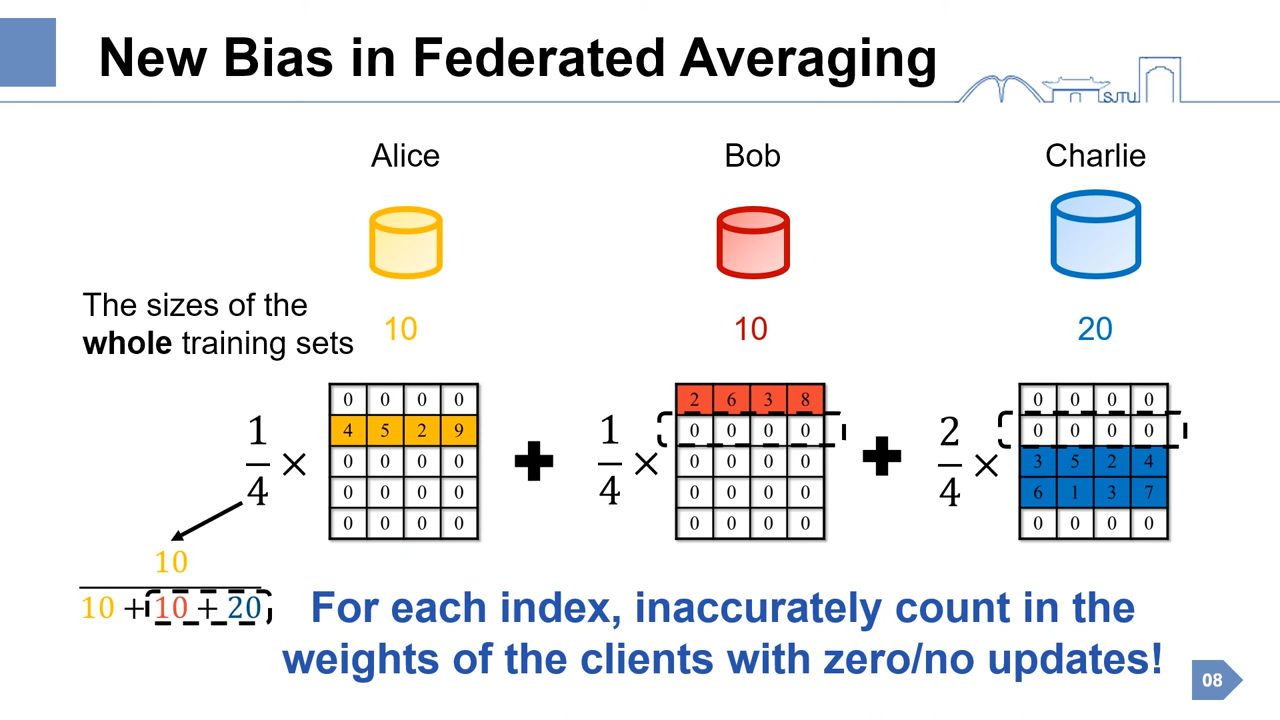 New Bias in Federated Averaging
SJTU
Alice
Bob
Charlie
The sizes of the
whole training sets
10
10
20
1/4 ×
0 0 0 0
4 5 2 9
0 0 0 0
0 0 0 0
0 0 0 0
+
1/4 ×
2 6 3 8
0 0 0 0
0 0 0 0
0 0 0 0
0 0 0 0
+
2/4 ×
0 0 0 0
0 0 0 0
3 5 2 4
6 1 3 7
0 0 0 0
10
10 + 10 + 20
For each index, inaccurately count in the
weights of the clients with zero/no updates!
08